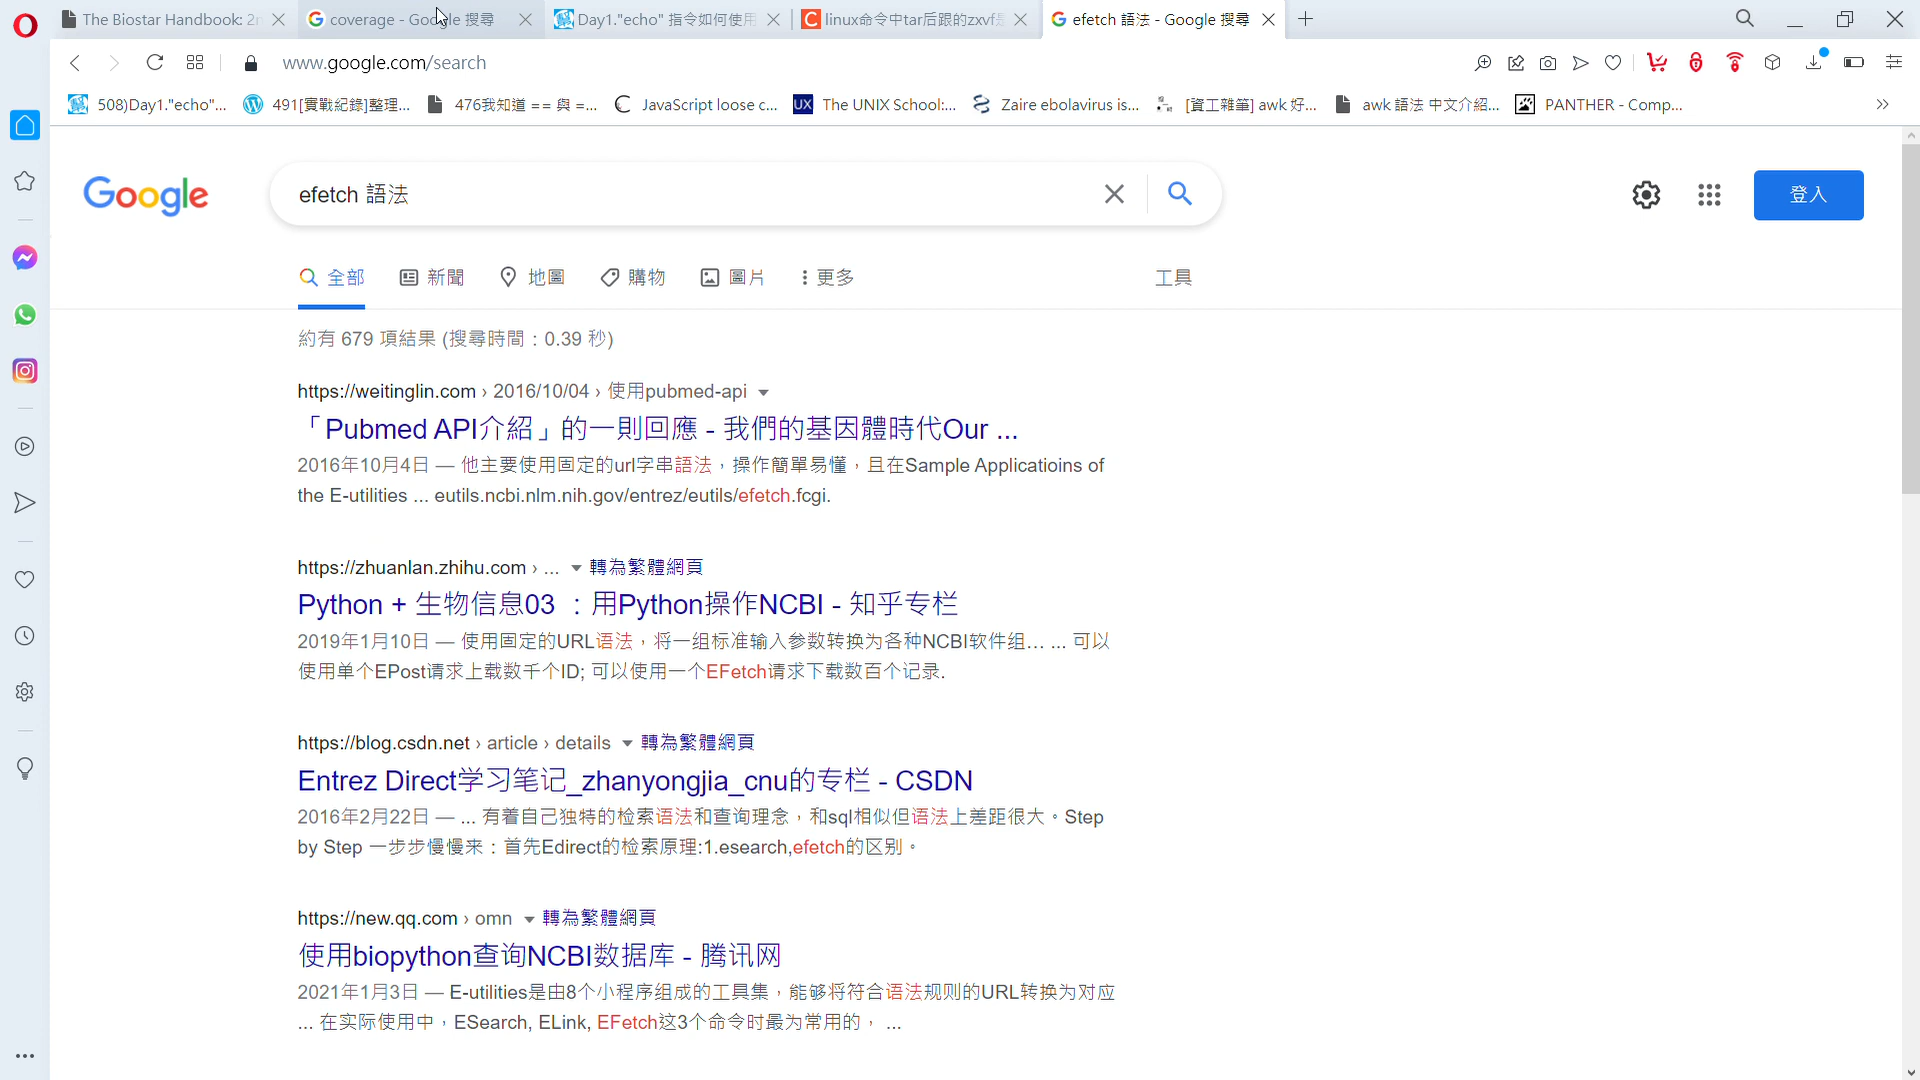 The Biostar Handbook: 2n
coverage - Google 搜尋
Day1."echo" 指令如何使用
linux命令中tar后跟的zxvf是
efetch 語法 - Google 搜尋
www.google.com/search
508)Day1."echo"...
491[實戰紀錄]整理...
476我知道 == 與 =...
JavaScript loose c...
UX
The UNIX School:...
Zaire ebolavirus is...
[資工雜筆] awk 好...
awk 語法 中文介紹...
PANTHER - Comp...
Google
efetch 語法
登入
全部
新聞
地圖
購物
圖片
更多
工具
約有 679 項結果 (搜尋時間：0.39 秒)
https://weitinglin.com › 2016/10/04 › 使用pubmed-api
「Pubmed API介紹」的一則回應 - 我們的基因體時代Our ...
2016年10月4日 — 他主要使用固定的url字串語法，操作簡單易懂，且在Sample Applicatioins of
the E-utilities ... eutils.ncbi.nlm.nih.gov/entrez/eutils/efetch.fcgi.
https://zhuanlan.zhihu.com › ... 轉為繁體網頁
Python + 生物信息03 ：用Python操作NCBI - 知乎专栏
2019年1月10日 — 使用固定的URL语法，将一组标准输入参数转换为各种NCBI软件组... ... 可以
使用单个EPost请求上载数千个ID; 可以使用一个EFetch请求下载数百个记录.
https://blog.csdn.net › article › details 轉為繁體網頁
Entrez Direct学习笔记_zhanyongjia_cnu的专栏 - CSDN
2016年2月22日 — ... 有着自己独特的检索语法和查询理念，和sql相似但语法上差距很大。Step
by Step 一步步慢慢来：首先Edirect的检索原理:1.esearch,efetch的区别。
https://new.qq.com › omn 轉為繁體網頁
使用biopython查询NCBI数据库 - 腾讯网
2021年1月3日 — E-utilities是由8个小程序组成的工具集，能够将符合语法规则的URL转换为对应
... 在实际使用中，ESearch, ELink, EFetch这3个命令时最为常用的， ...